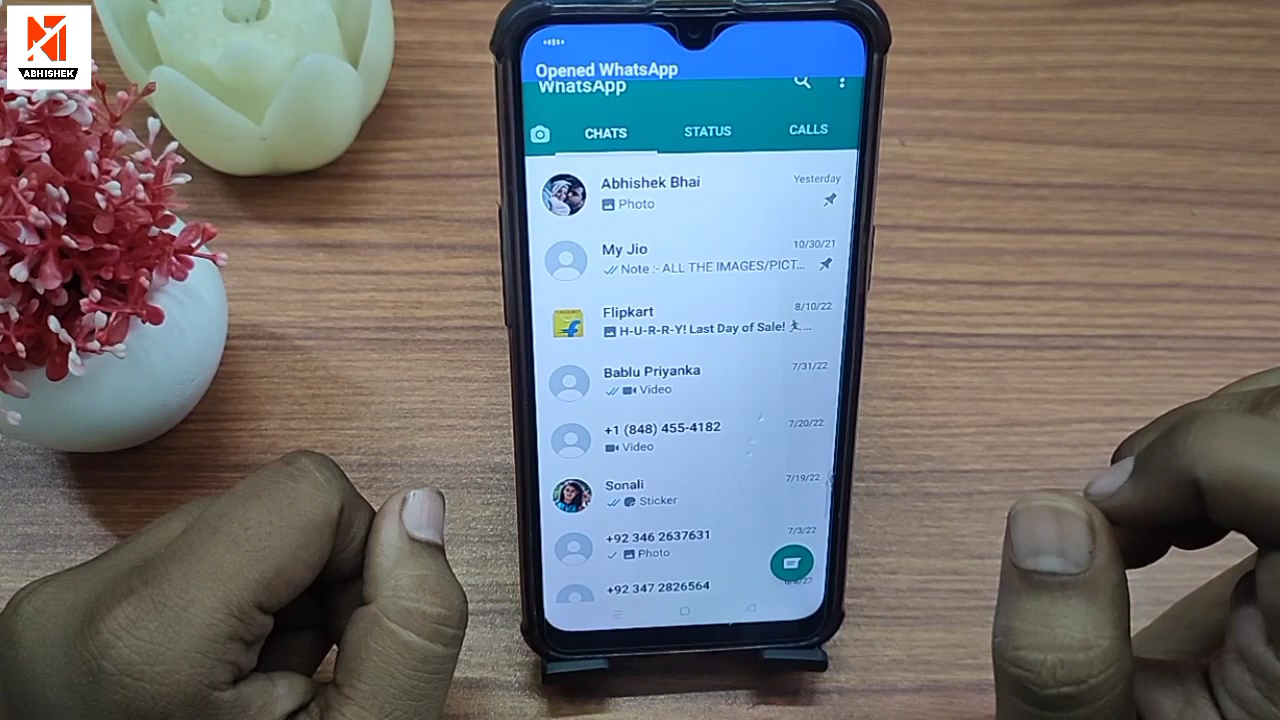 ABHISHEK
Opened WhatsApp
WhatsApp
CHATS STATUS CALLS
Abhishek Bhai Yesterday
Photo
My Jio 10/30/21
Note :- ALL THE IMAGES/PICT...
Flipkart 8/10/22
H-U-R-R-Y! Last Day of Sale! ...
Bablu Priyanka 7/31/22
Video
+1 (848) 455-4182 7/20/22
Video
Sonali 7/19/22
Sticker
+92 346 2637631 7/3/22
Photo
+92 347 2826564